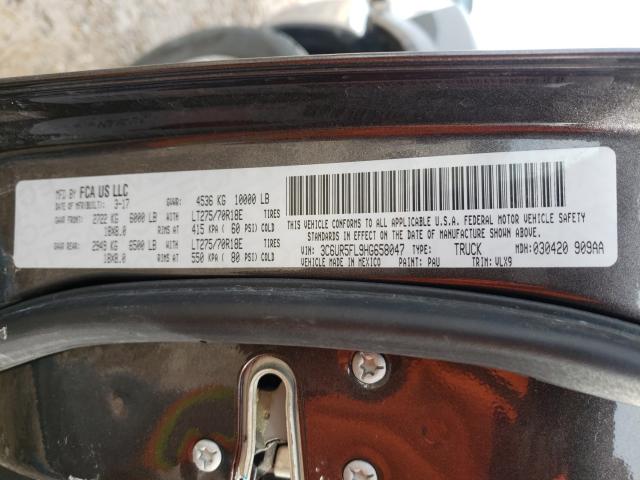 MFD BY FCA US LLC
DATE OF MFR(BUILT): 3-17
GVWR: 4536 KG 10000 LB
GAWR FRONT: 2722 KG 6000 LB WITH LT275/70R18E TIRES
18X8.0 RIMS AT 415 KPA ( 60 PSI) COLD
GAWR REAR: 2949 KG 6500 LB WITH LT275/70R18E TIRES
18X8.0 RIMS AT 550 KPA ( 80 PSI) COLD
THIS VEHICLE CONFORMS TO ALL APPLICABLE U.S.A. FEDERAL MOTOR VEHICLE SAFETY
STANDARDS IN EFFECT ON THE DATE OF MANUFACTURE SHOWN ABOVE.
VIN: 3C6UR5FL9HG658047 TYPE: TRUCK MDH: 030420 909AA
VEHICLE MADE IN MEXICO PAINT: PAU TRIM: VLX9